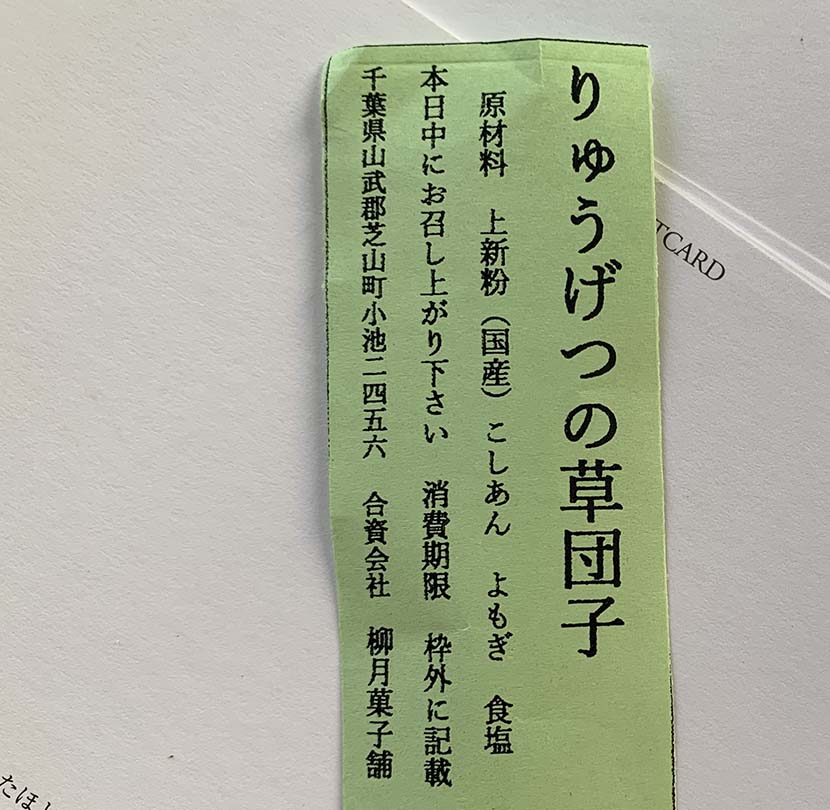 りゅうげつの草団子
原材料 上新粉（国産）こしあん よもぎ 食塩
本日中にお召し上がり下さい 消費期限 枠外に記載
千葉県山武郡芝山町小池二四五六 合資会社 柳月菓子舗
TCARD
たほ